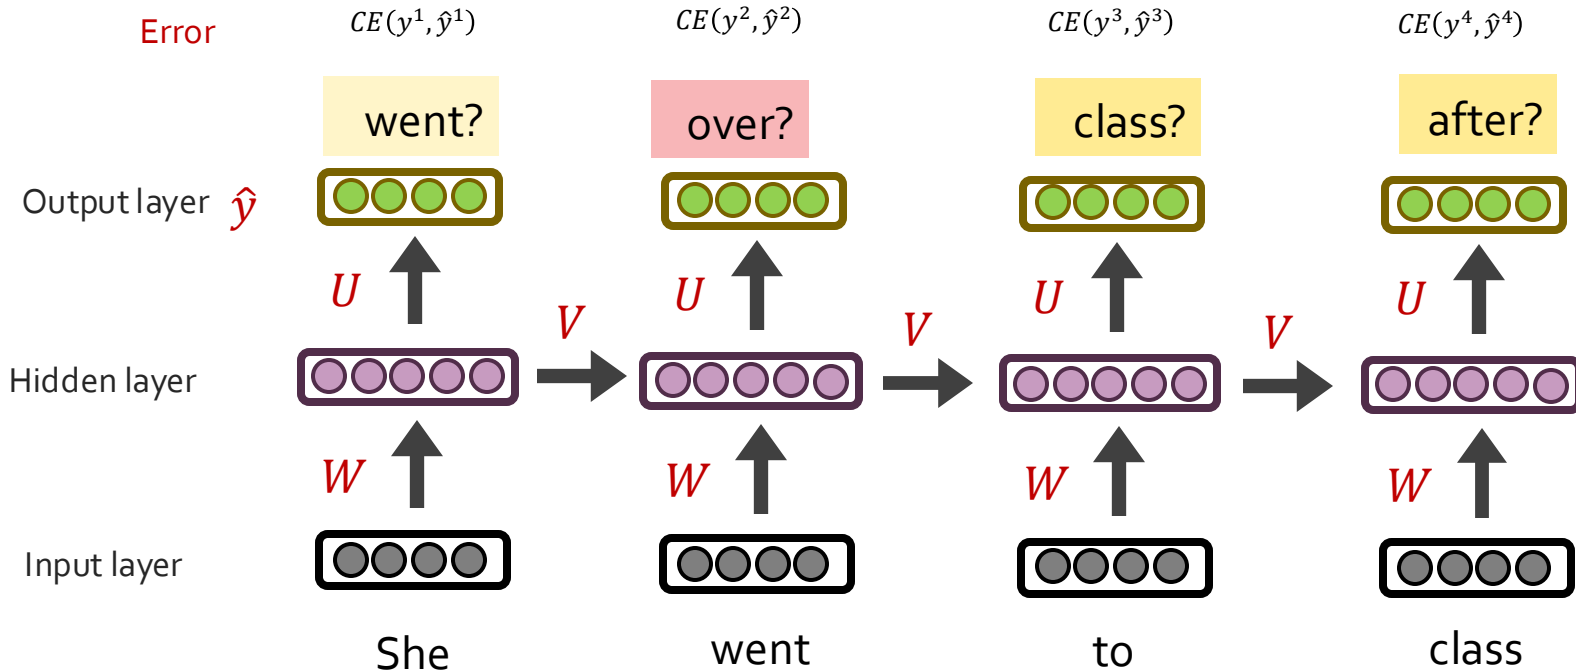 Error CE(y¹, ŷ¹) CE(y², ŷ²) CE(y³, ŷ³) CE(y⁴, ŷ⁴)
went? over? class? after?
Output layer ŷ
U U U U
V V V
Hidden layer
W W W W
Input layer
She went to class